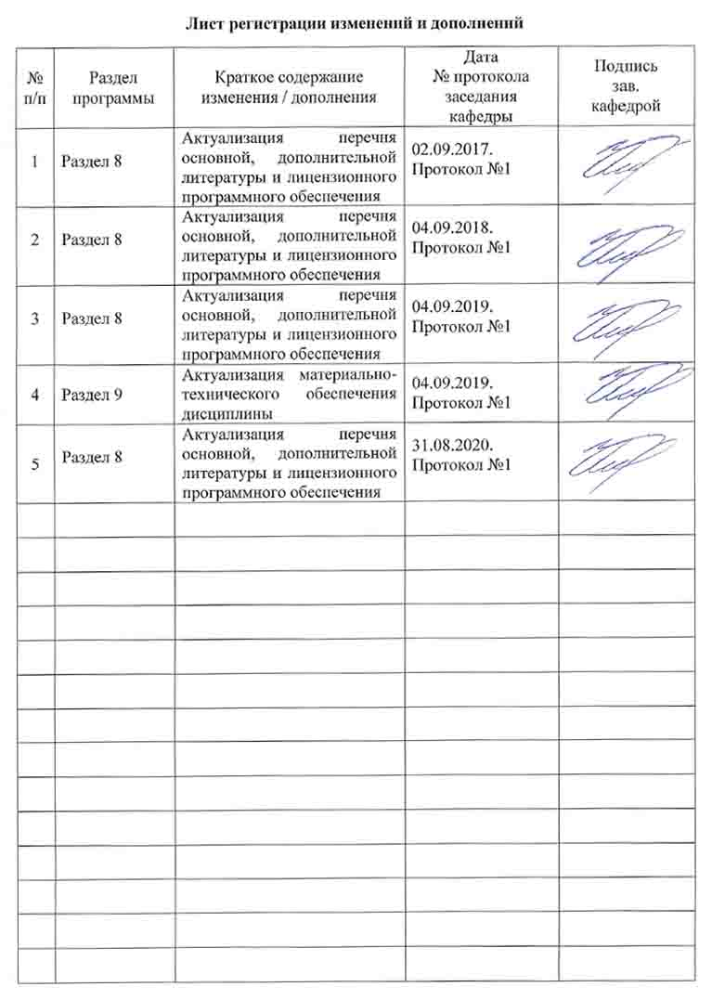 Лист регистрации изменений и дополнений
№ п/п
Раздел программы
Краткое содержание изменения / дополнения
Дата № протокола заседания кафедры
Подпись зав. кафедрой
1
Раздел 8
Актуализация перечня
основной, дополнительной
литературы и лицензионного
программного обеспечения
02.09.2017.
Протокол №1
2
Раздел 8
Актуализация перечня
основной, дополнительной
литературы и лицензионного
программного обеспечения
04.09.2018.
Протокол №1
3
Раздел 8
Актуализация перечня
основной, дополнительной
литературы и лицензионного
программного обеспечения
04.09.2019.
Протокол №1
4
Раздел 9
Актуализация материально-
технического обеспечения
дисциплины
04.09.2019.
Протокол №1
5
Раздел 8
Актуализация перечня
основной, дополнительной
литературы и лицензионного
программного обеспечения
31.08.2020.
Протокол №1